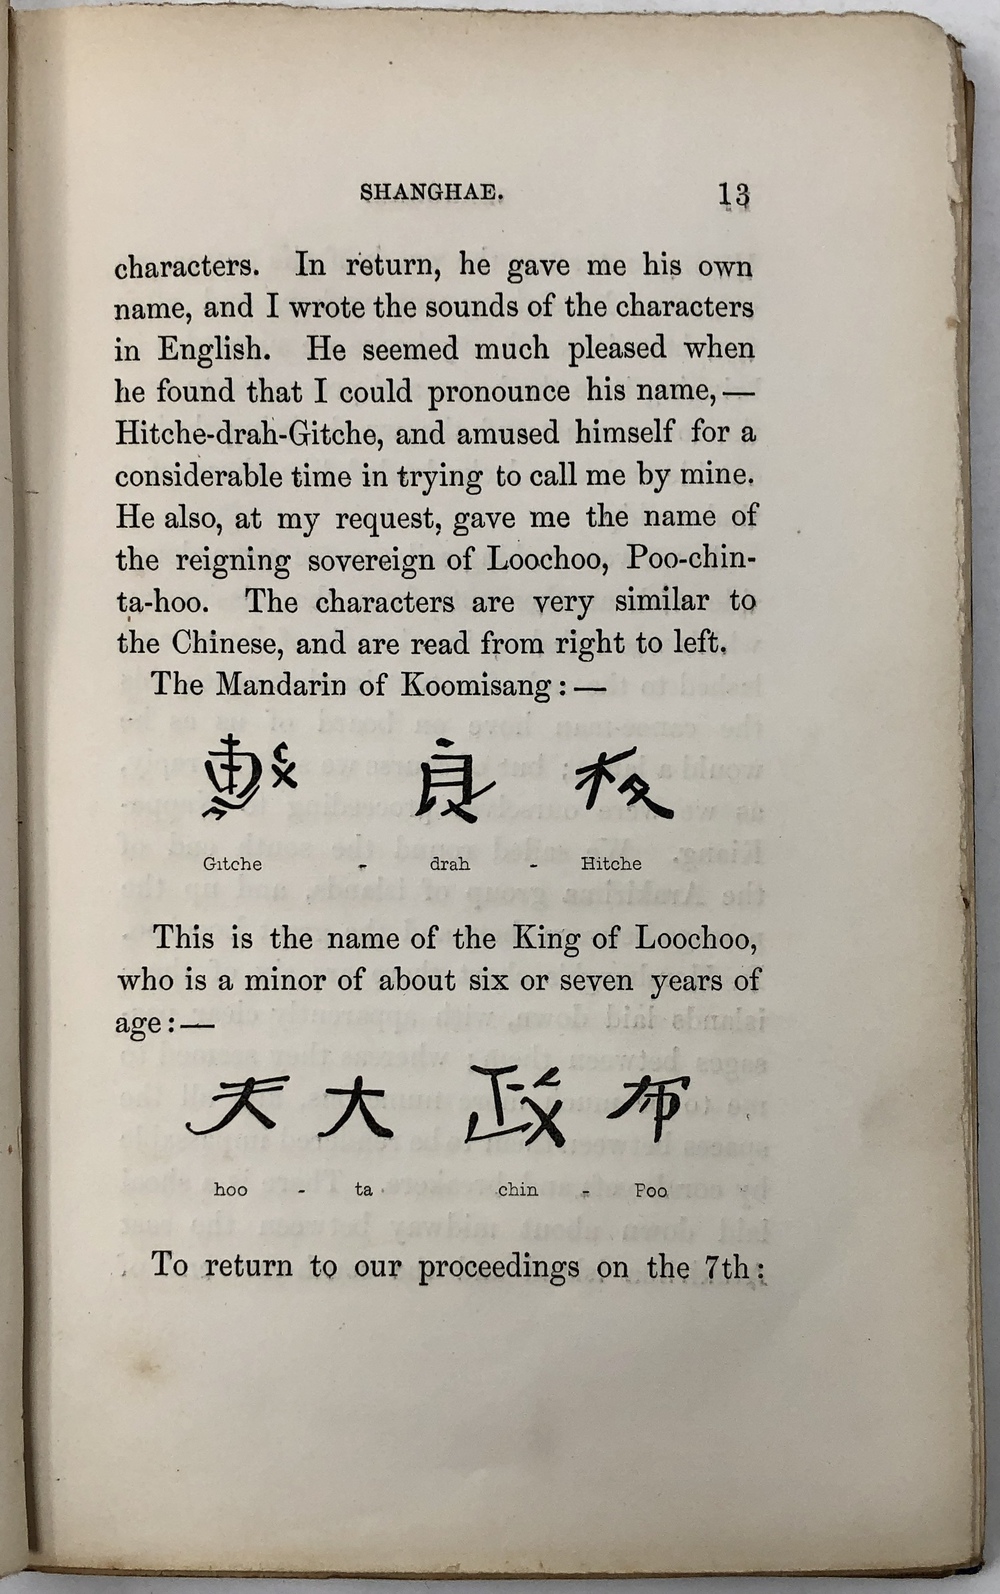 SHANGHAE. 13
characters. In return, he gave me his own
name, and I wrote the sounds of the characters
in English. He seemed much pleased when
he found that I could pronounce his name,—
Hitche-drah-Gitche, and amused himself for a
considerable time in trying to call me by mine.
He also, at my request, gave me the name of
the reigning sovereign of Loochoo, Poo-chin-
ta-hoo. The characters are very similar to
the Chinese, and are read from right to left.
The Mandarin of Koomisang:—
良 板
Gitche - drah - Hitche
This is the name of the King of Loochoo,
who is a minor of about six or seven years of
age:—
夫 大 政 布
hoo - ta chin - Poo
To return to our proceedings on the 7th: